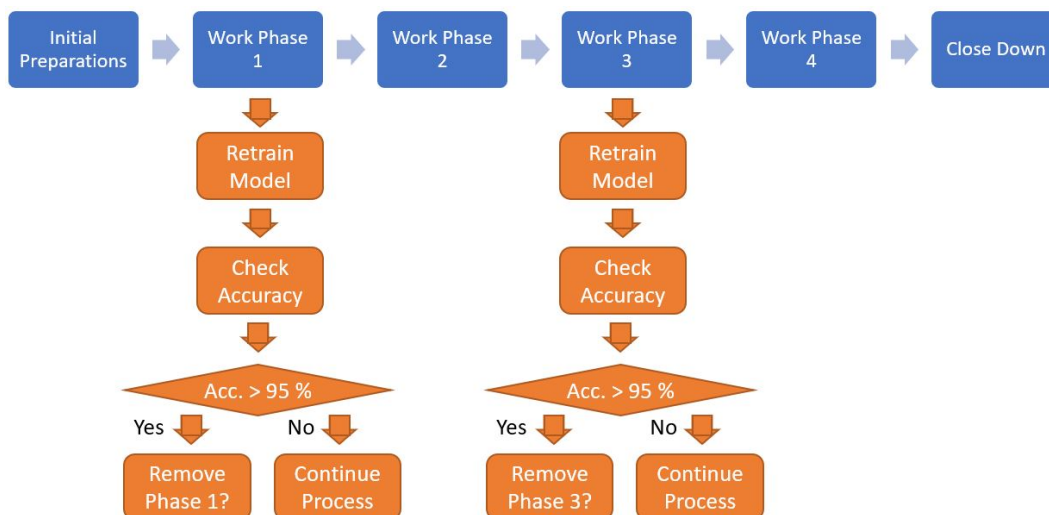 Initial
Preparations
Work Phase
1
Work Phase
2
Work Phase
3
Work Phase
4
Close Down
Retrain
Model
Retrain
Model
Check
Accuracy
Check
Accuracy
Acc. > 95 %
Acc. > 95 %
Yes
No
Yes
No
Remove
Phase 1?
Continue
Process
Remove
Phase 3?
Continue
Process